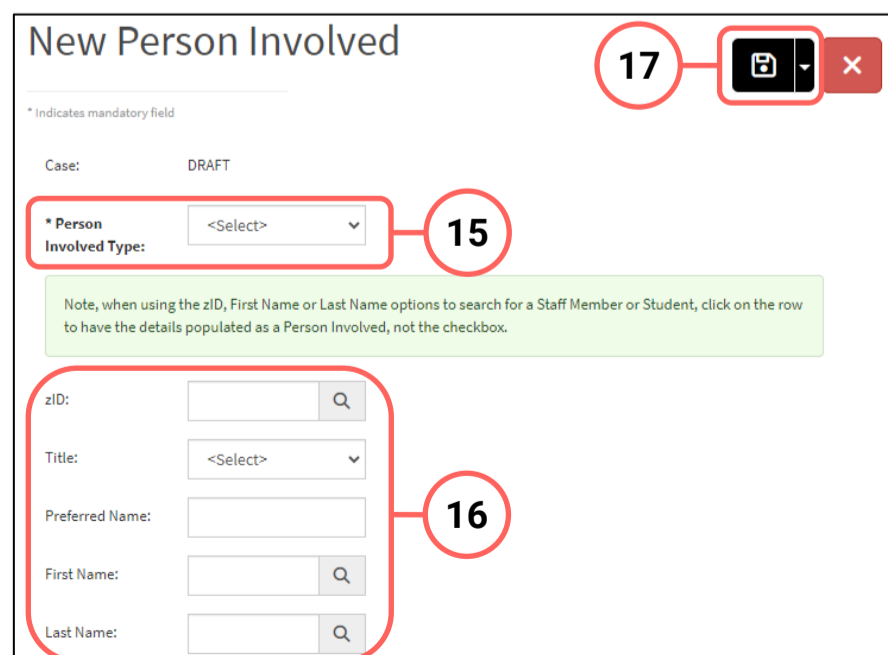 New Person Involved
17
* Indicates mandatory field
Case: DRAFT
* Person
Involved Type:
<Select>
15
Note, when using the zID, First Name or Last Name options to search for a Staff Member or Student, click on the row
to have the details populated as a Person Involved, not the checkbox.
zID:
Title: <Select>
Preferred Name:
16
First Name:
Last Name: